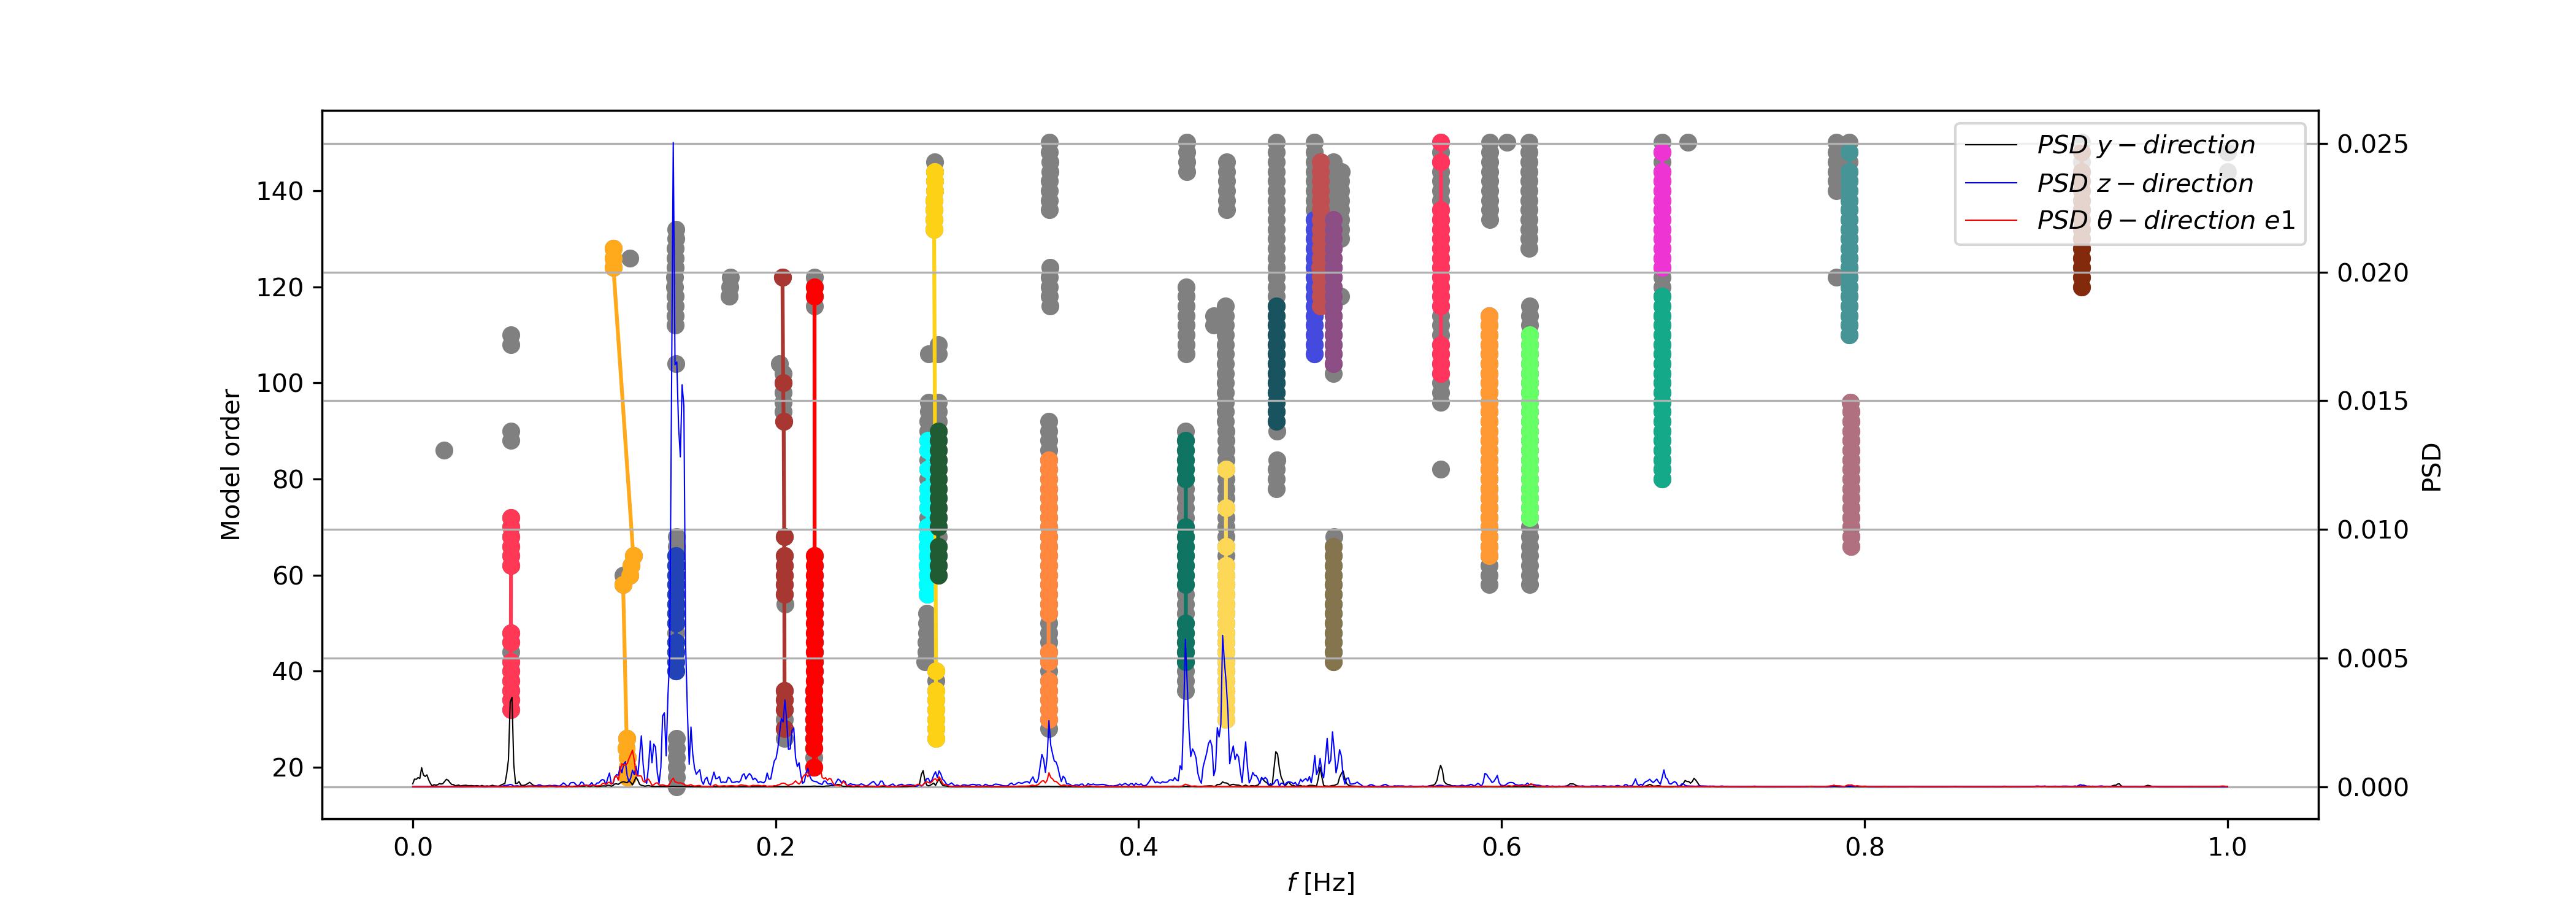 PSD y − direction
PSD z − direction
PSD θ − direction e1
Model order
140
120
100
80
60
40
20
0.025
0.020
0.015
0.010
0.005
0.000
PSD
0.0 0.2 0.4 0.6 0.8 1.0
f [Hz]